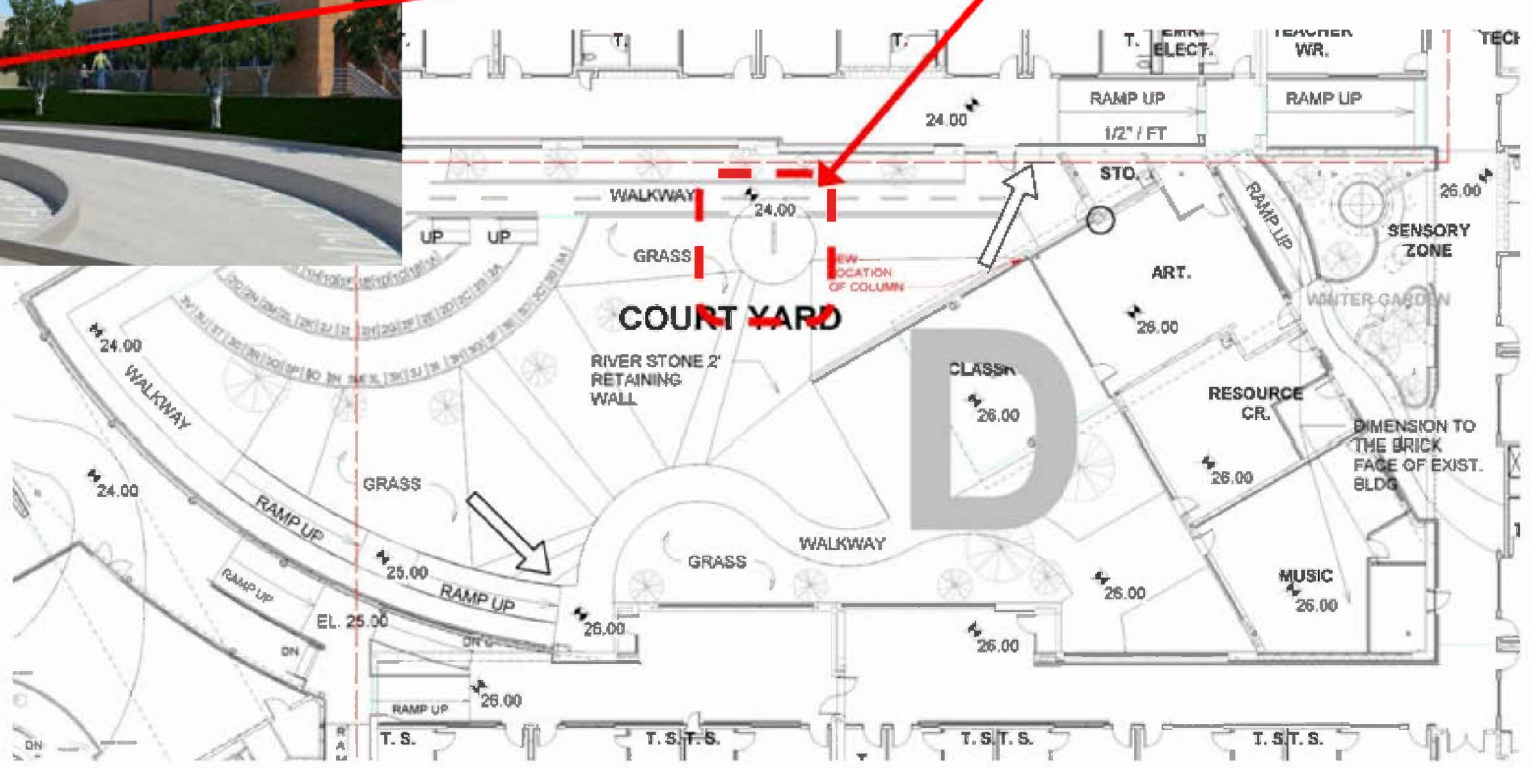 T.
T.
T.
ELECT.
TEACHER
WR.
TECH
24.00
RAMP UP
1/2" / FT
RAMP UP
STO.
WALKWAY
24.00
26.00
UP
UP
GRASS
RAMP UP
SENSORY
ZONE
LOCATION
OF COLUMN
ART.
WINTER GARDEN
COURT YARD
26.00
24.00
RIVER STONE 2'
RETAINING
WALL
CLASSR
D
RESOURCE
CR.
WALKWAY
26.00
DIMENSION TO
THE BRICK
FACE OF EXIST.
BLDG
26.00
24.00
GRASS
RAMP UP
WALKWAY
GRASS
25.00
RAMP UP
RAMP UP
MUSIC
26.00
26.00
EL. 25.00
26.00
26.00
DN
DN
26.00
RAMP UP
T. S.
T. S.
T. S.
T. S.
T. S.
T. S.
T. S.
DN
T